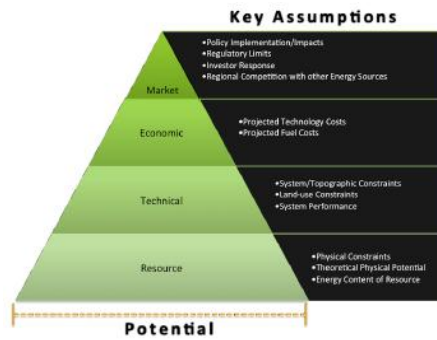 Key Assumptions
•Policy Implementation/Impacts
•Regulatory Limits
•Investor Response
•Regional Competition with other Energy Sources
Market
•Projected Technology Costs
•Projected Fuel Costs
Economic
•System/Topographic Constraints
•Land-use Constraints
•System Performance
Technical
•Physical Constraints
•Theoretical Physical Potential
•Energy Content of Resource
Resource
Potential